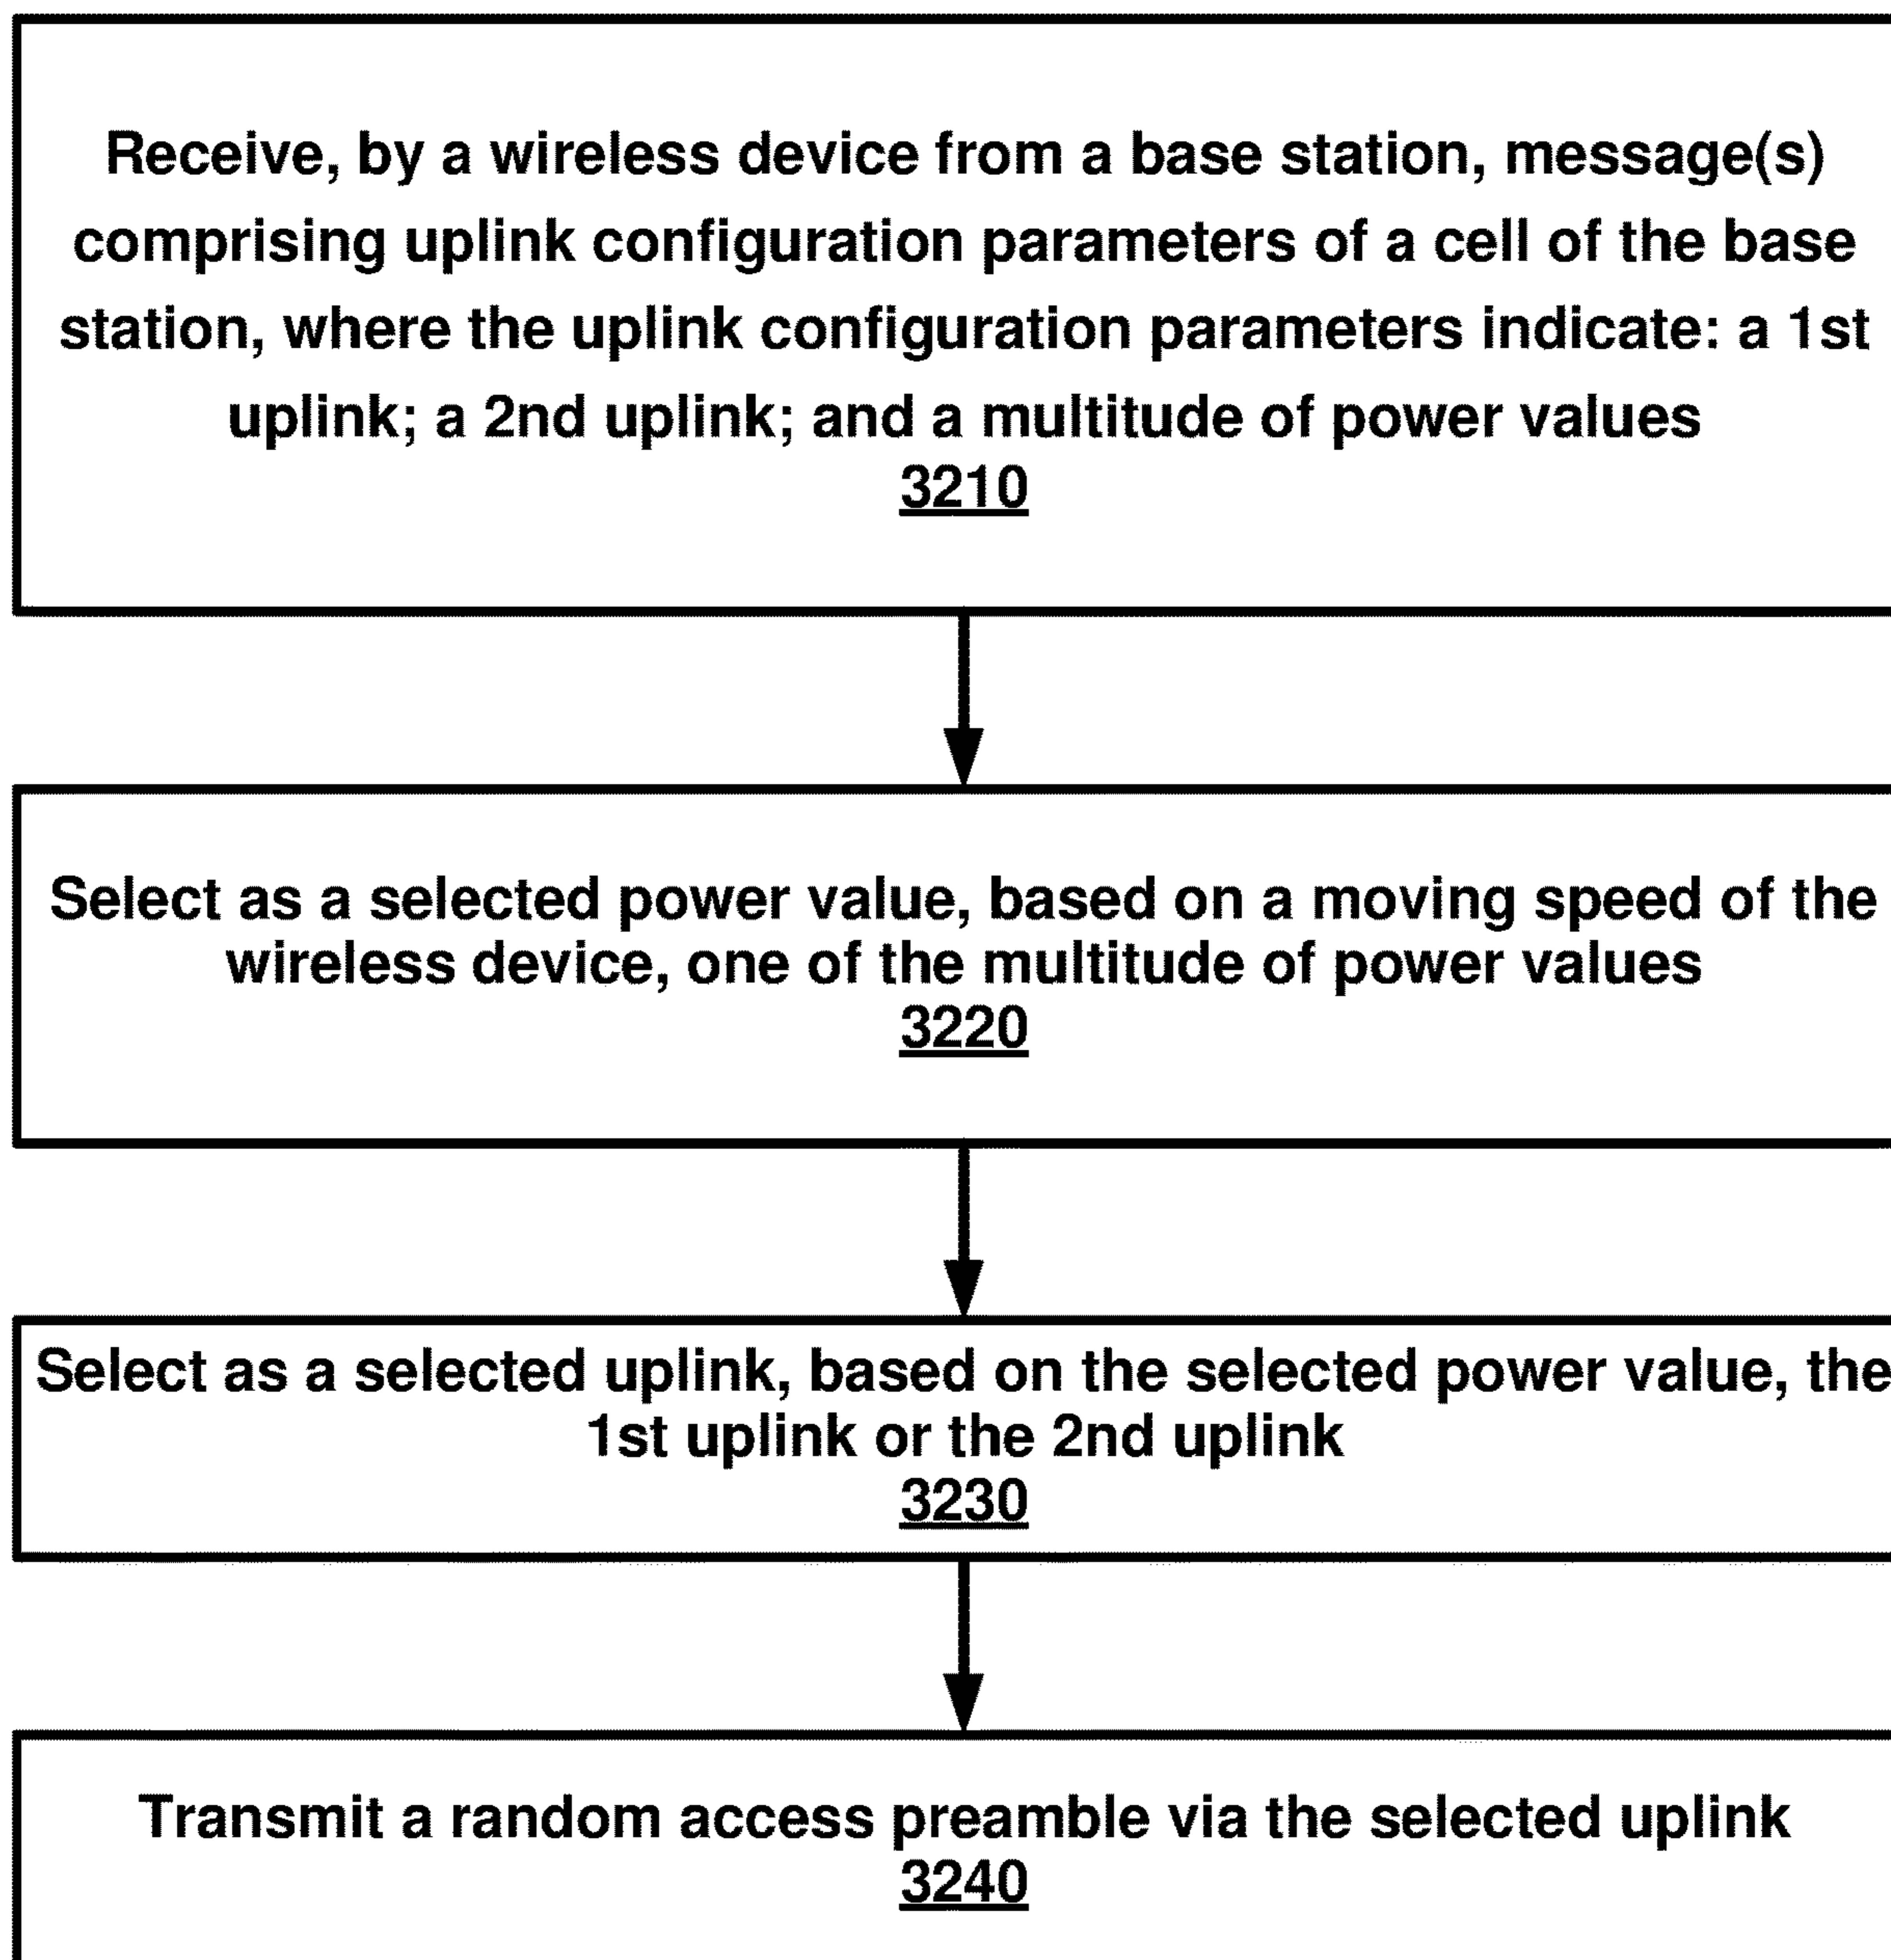 Receive, by a wireless device from a base station, message(s)
comprising uplink configuration parameters of a cell of the base
station, where the uplink configuration parameters indicate: a 1st
uplink; a 2nd uplink; and a multitude of power values
3210
Select as a selected power value, based on a moving speed of the
wireless device, one of the multitude of power values
3220
Select as a selected uplink, based on the selected power value, the
1st uplink or the 2nd uplink
3230
Transmit a random access preamble via the selected uplink
3240